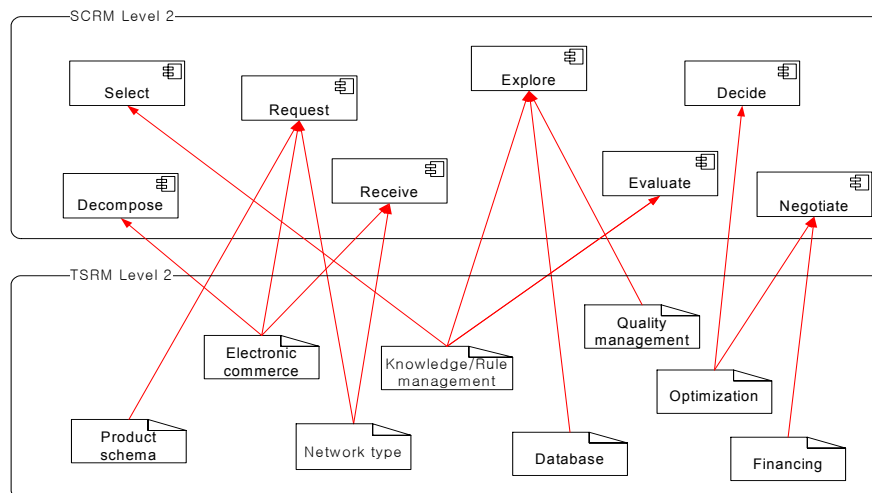 SCRM Level 2
Select
Request
Explore
Decide
Decompose
Receive
Evaluate
Negotiate
TSRM Level 2
Electronic
commerce
Knowledge/Rule
management
Quality
management
Optimization
Product
schema
Network type
Database
Financing